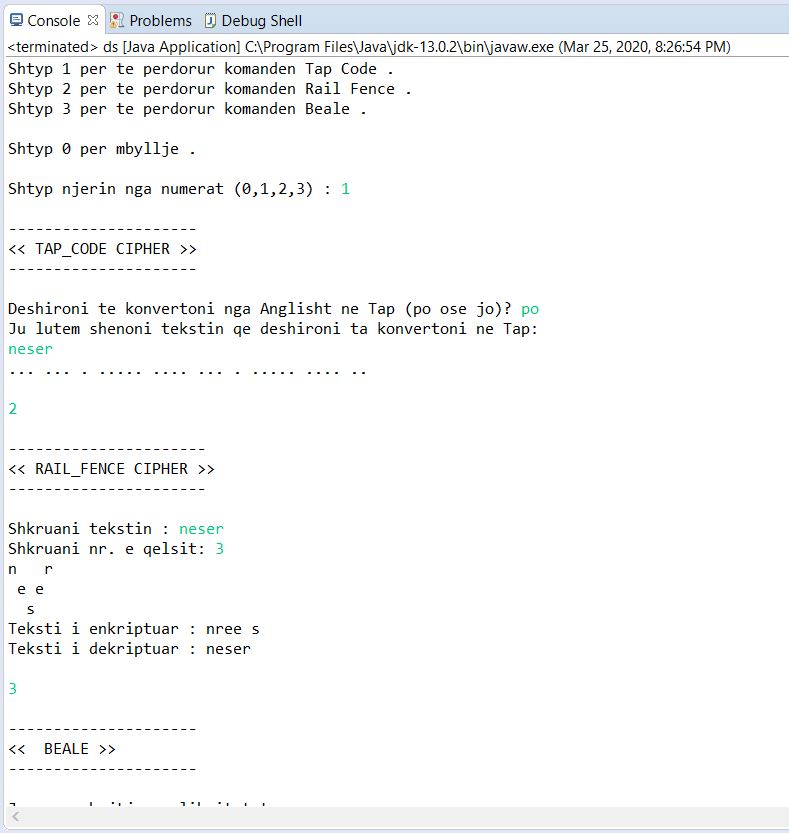 Console Problems Debug Shell
<terminated> ds [Java Application] C:\Program Files\Java\jdk-13.0.2\bin\javaw.exe (Mar 25, 2020, 8:26:54 PM)
Shtyp 1 per te perdorur komanden Tap Code .
Shtyp 2 per te perdorur komanden Rail Fence .
Shtyp 3 per te perdorur komanden Beale .
Shtyp 0 per mbyllje .
Shtyp njerin nga numerat (0,1,2,3) : 1
---------------------
<< TAP_CODE CIPHER >>
---------------------
Deshironi te konvertoni nga Anglisht ne Tap (po ose jo)? po
Ju lutem shenoni tekstin qe deshironi ta konvertoni ne Tap:
neser
... ... . ..... .... ... . ..... .... ..
2
----------------------
<< RAIL_FENCE CIPHER >>
----------------------
Shkruani tekstin : neser
Shkruani nr. e qelsit: 3
n   r
 e e
  s
Teksti i enkriptuar : nree s
Teksti i dekriptuar : neser
3
---------------------
<<  BEALE >>
---------------------